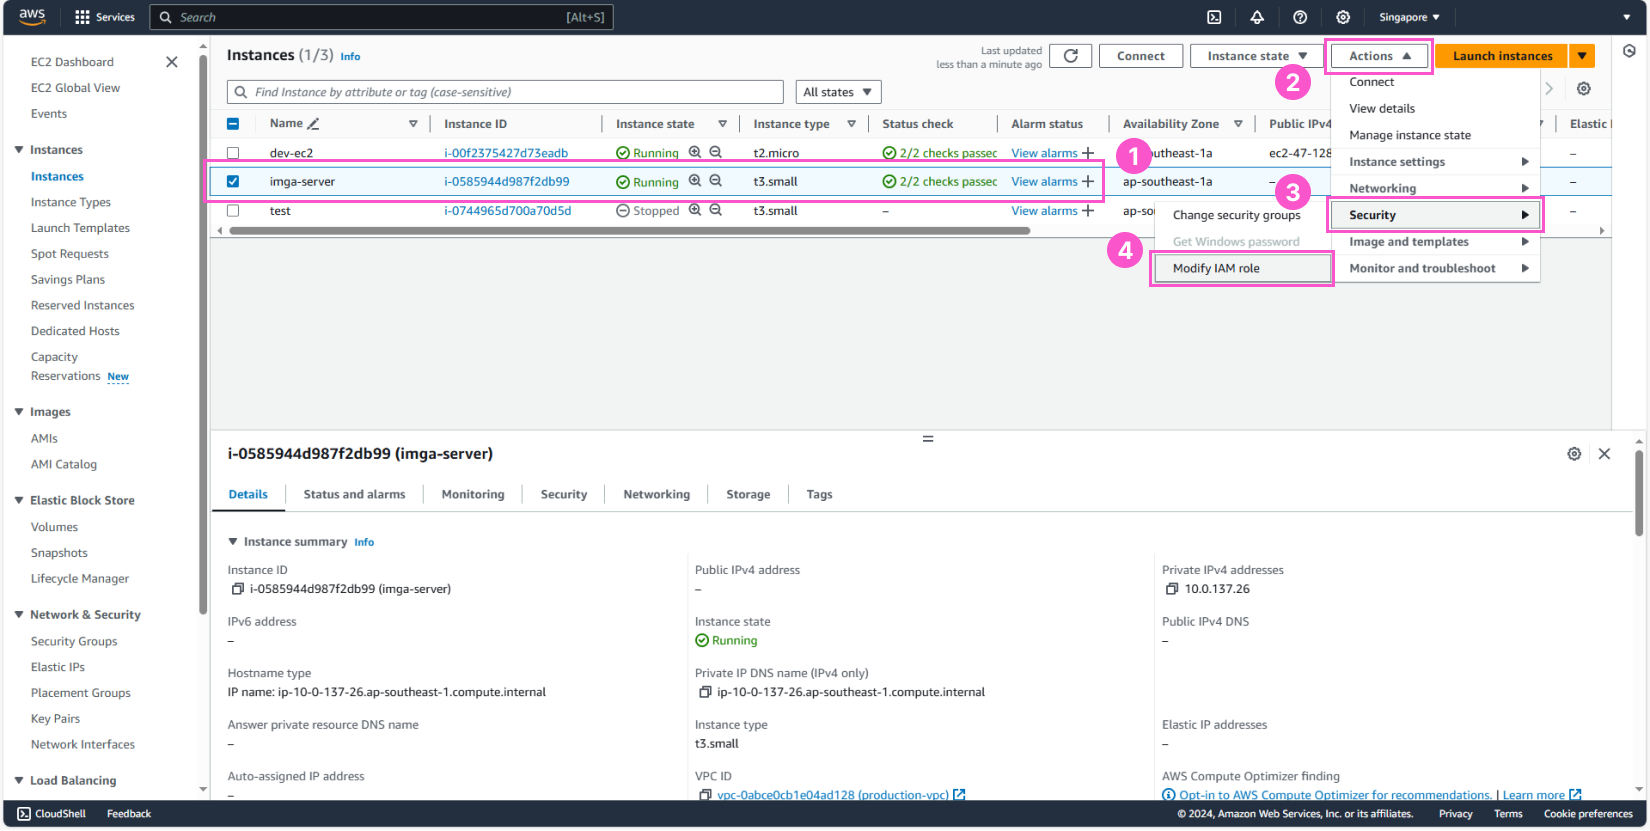 aws
Services
Search
[Alt+S]
Singapore
EC2 Dashboard
EC2 Global View
Events
Instances
Instances
Instance Types
Launch Templates
Spot Requests
Savings Plans
Reserved Instances
Dedicated Hosts
Capacity
Reservations New
Images
AMIs
AMI Catalog
Elastic Block Store
Volumes
Snapshots
Lifecycle Manager
Network & Security
Security Groups
Elastic IPs
Placement Groups
Key Pairs
Network Interfaces
Load Balancing
Instances (1/3) Info
Last updated
less than a minute ago
Connect
Instance state
Actions
Launch instances
2
Find Instance by attribute or tag (case-sensitive)
All states
Name Instance ID Instance state Instance type Status check Alarm status Availability Zone Public IPv4 Elastic
dev-ec2 i-00f2375427d73eadb Running t2.micro 2/2 checks passec View alarms + outheast-1a ec2-47-128 –
1
imga-server i-0585944d987f2db99 Running t3.small 2/2 checks passec View alarms + ap-southeast-1a – –
test i-0744965d700a70d5d Stopped t3.small – View alarms + ap-so –
Connect
View details
Manage instance state
Instance settings
Networking
3
Security
Image and templates
Monitor and troubleshoot
Change security groups
Get Windows password
4
Modify IAM role
i-0585944d987f2db99 (imga-server)
Details
Status and alarms
Monitoring
Security
Networking
Storage
Tags
Instance summary Info
Instance ID
i-0585944d987f2db99 (imga-server)
Public IPv4 address
–
Private IPv4 addresses
10.0.137.26
IPv6 address
–
Instance state
Running
Public IPv4 DNS
–
Hostname type
IP name: ip-10-0-137-26.ap-southeast-1.compute.internal
Private IP DNS name (IPv4 only)
ip-10-0-137-26.ap-southeast-1.compute.internal
Answer private resource DNS name
–
Instance type
t3.small
Elastic IP addresses
–
Auto-assigned IP address
–
VPC ID
vpc-0abce0cb1e04ad128 (production-vpc)
AWS Compute Optimizer finding
Opt-in to AWS Compute Optimizer for recommendations. | Learn more
CloudShell
Feedback
© 2024, Amazon Web Services, Inc. or its affiliates.
Privacy
Terms
Cookie preferences